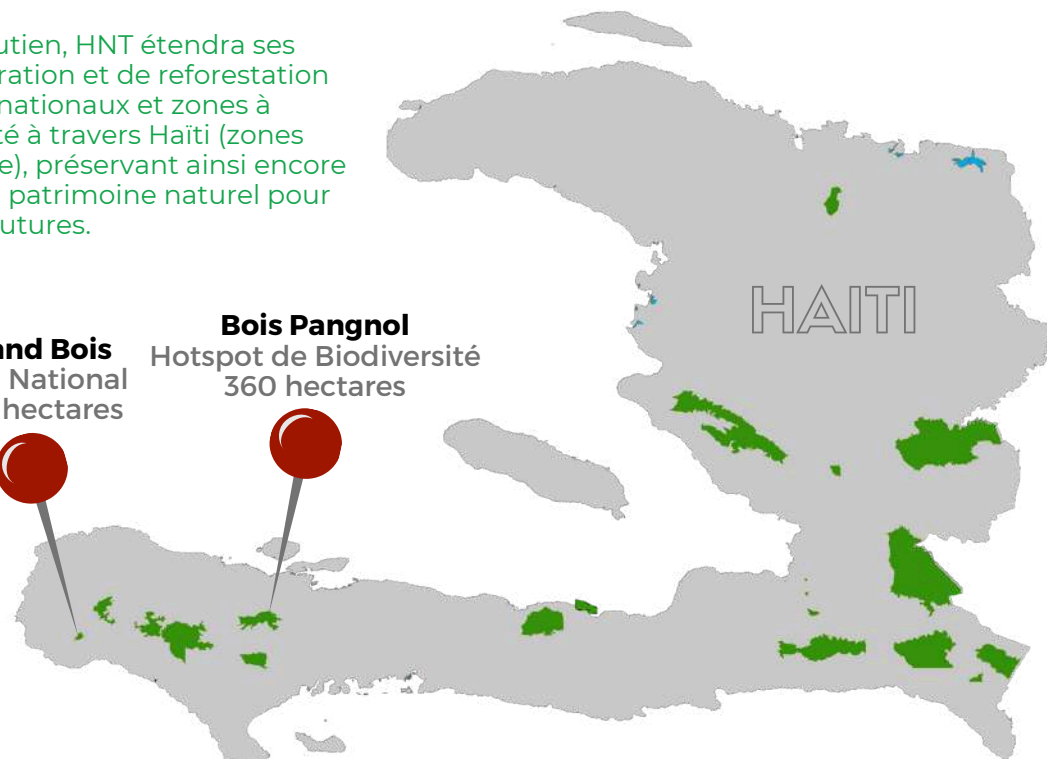 utien, HNT étendra ses
ration et de reforestation
nationaux et zones à
té à travers Haïti (zones
e), préservant ainsi encore
patrimoine naturel pour
utures.
HAITI
and Bois
National
hectares
Bois Pangnol
Hotspot de Biodiversité
360 hectares